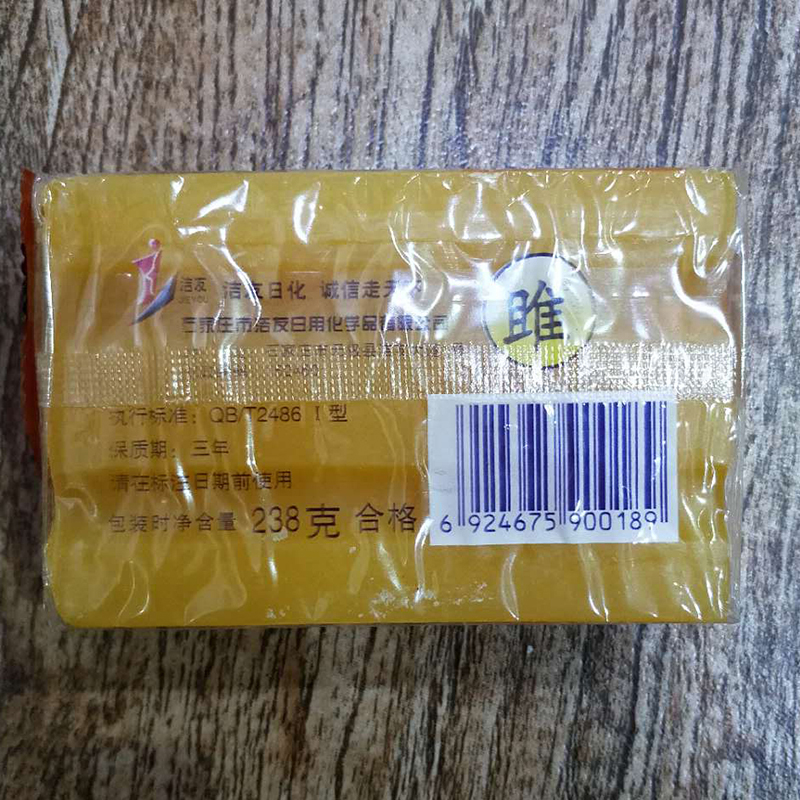 洁友
JIE YOU
洁友日化 诚信走天
石家庄市洁友日用化学品有限公司
雎
执行标准：QB/T2486 I型
保质期：三年
请在标注日期前使用
包装时净含量 238克 合格
6 924675 900189